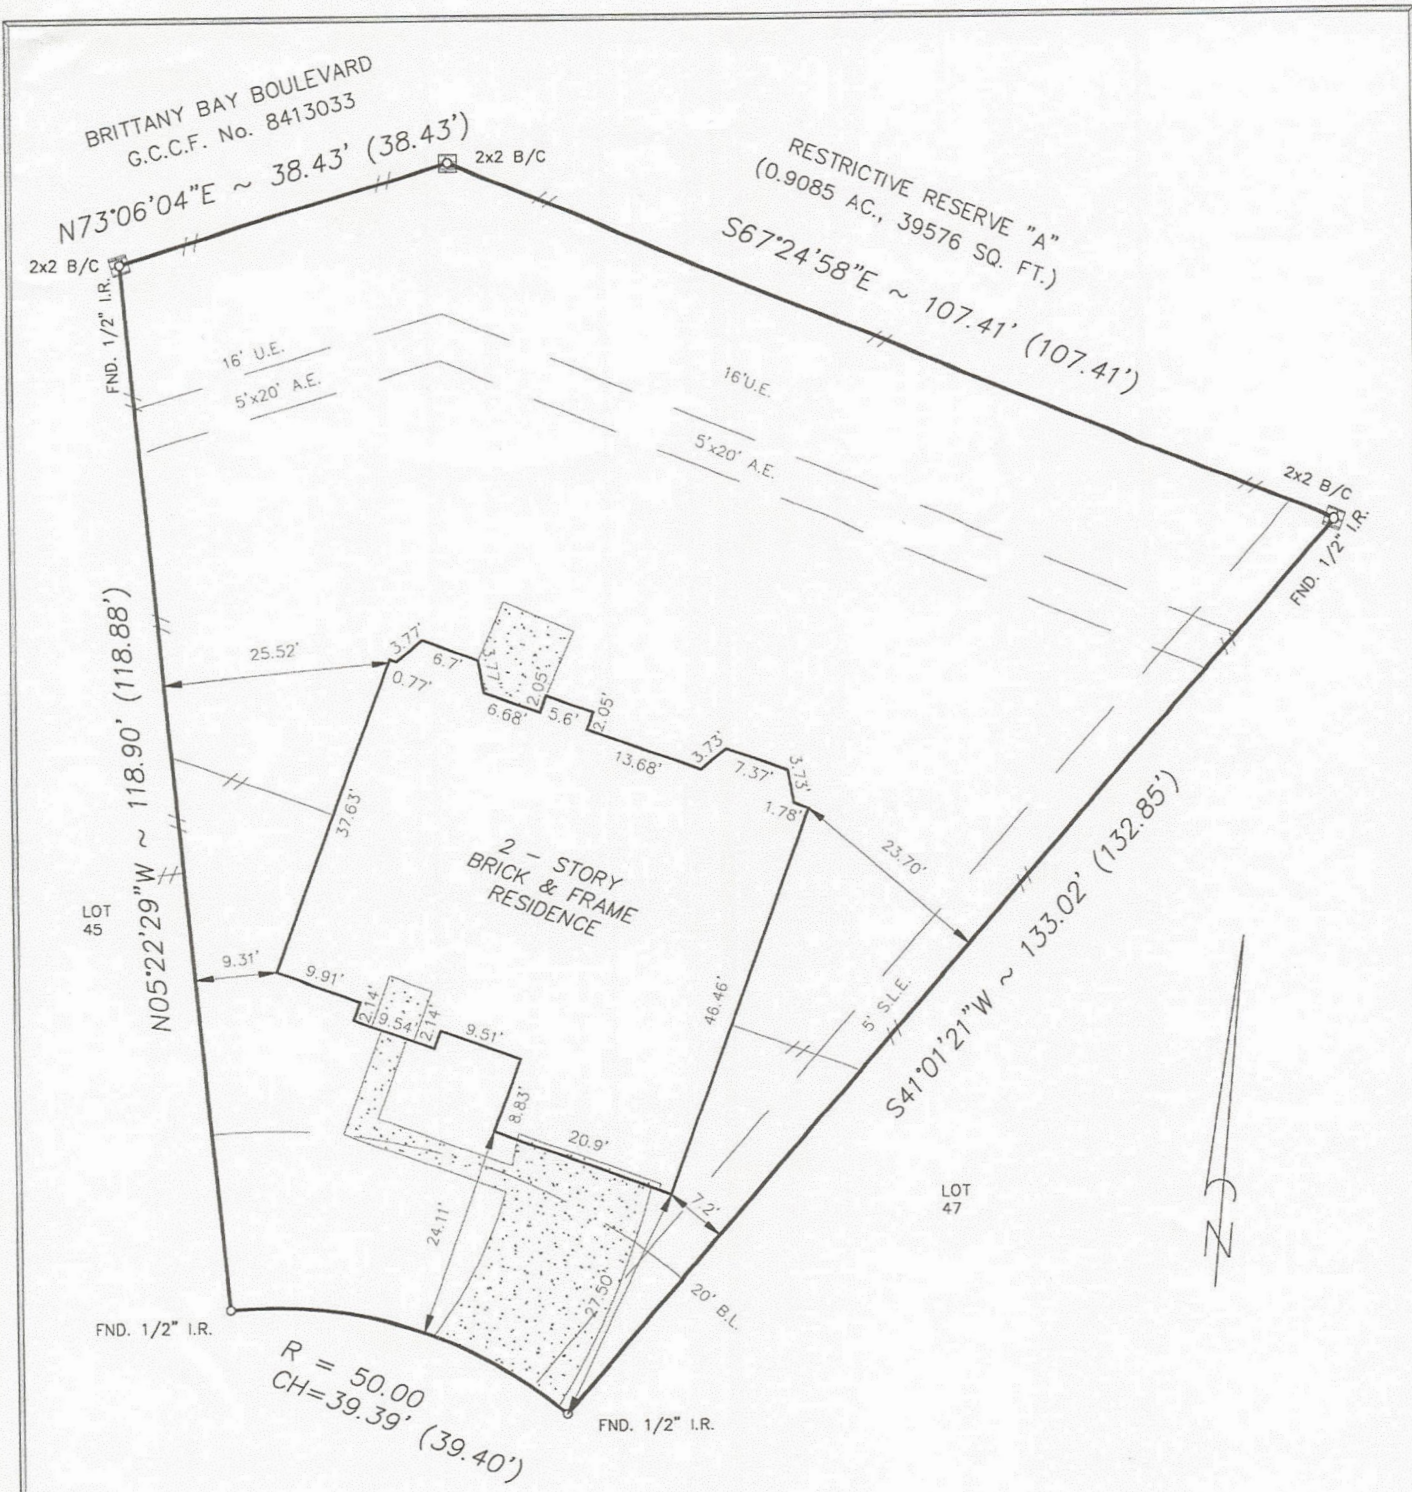 BRITTANY BAY BOULEVARD
G.C.C.F. No. 8413033
N73°06'04"E ~ 38.43' (38.43')
2x2 B/C
2x2 B/C
FND. 1/2" I.R.
RESTRICTIVE RESERVE "A"
(0.9085 AC., 39576 SQ. FT.)
S67°24'58"E ~ 107.41' (107.41')
16' U.E.
5'x20' A.E.
16'U.E.
5'x20' A.E.
2x2 B/C
FND. 1/2" I.R.
N05°22'29"W ~ 118.90' (118.88')
25.52'
3.77'
0.77'
6.7'
3.77'
6.68'
2.05'
5.6'
2.05'
13.68'
3.73'
7.37'
3.73'
1.78'
23.70'
37.63'
2 - STORY
BRICK & FRAME
RESIDENCE
S41°01'21"W ~ 133.02' (132.85')
LOT
45
9.31'
9.91'
2.14'
9.54'
2.14'
9.51'
46.46'
5' S.L.E.
8.83'
20.9'
7.2'
24.11'
27.50'
20' B.L.
LOT
47
N
FND. 1/2" I.R.
R = 50.00
CH=39.39' (39.40')
FND. 1/2" I.R.